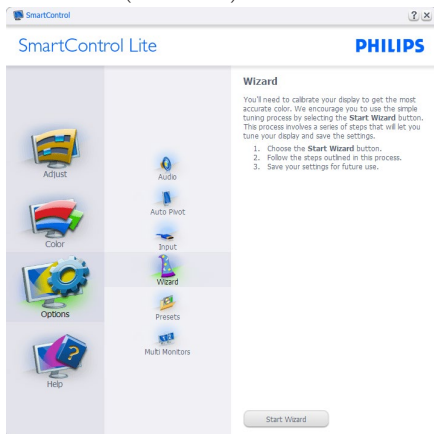 SmartControl
SmartControl Lite
PHILIPS
Adjust
Color
Options
Help
Audio
Auto Pivot
Input
Wizard
Presets
Multi Monitors
Wizard
You'll need to calibrate your display to get the most
accurate color. We encourage you to use the simple
tuning process by selecting the Start Wizard button.
This process involves a series of steps that will let you
tune your display and save the settings.
1. Choose the Start Wizard button.
2. Follow the steps outlined in this process.
3. Save your settings for future use.
Start Wizard